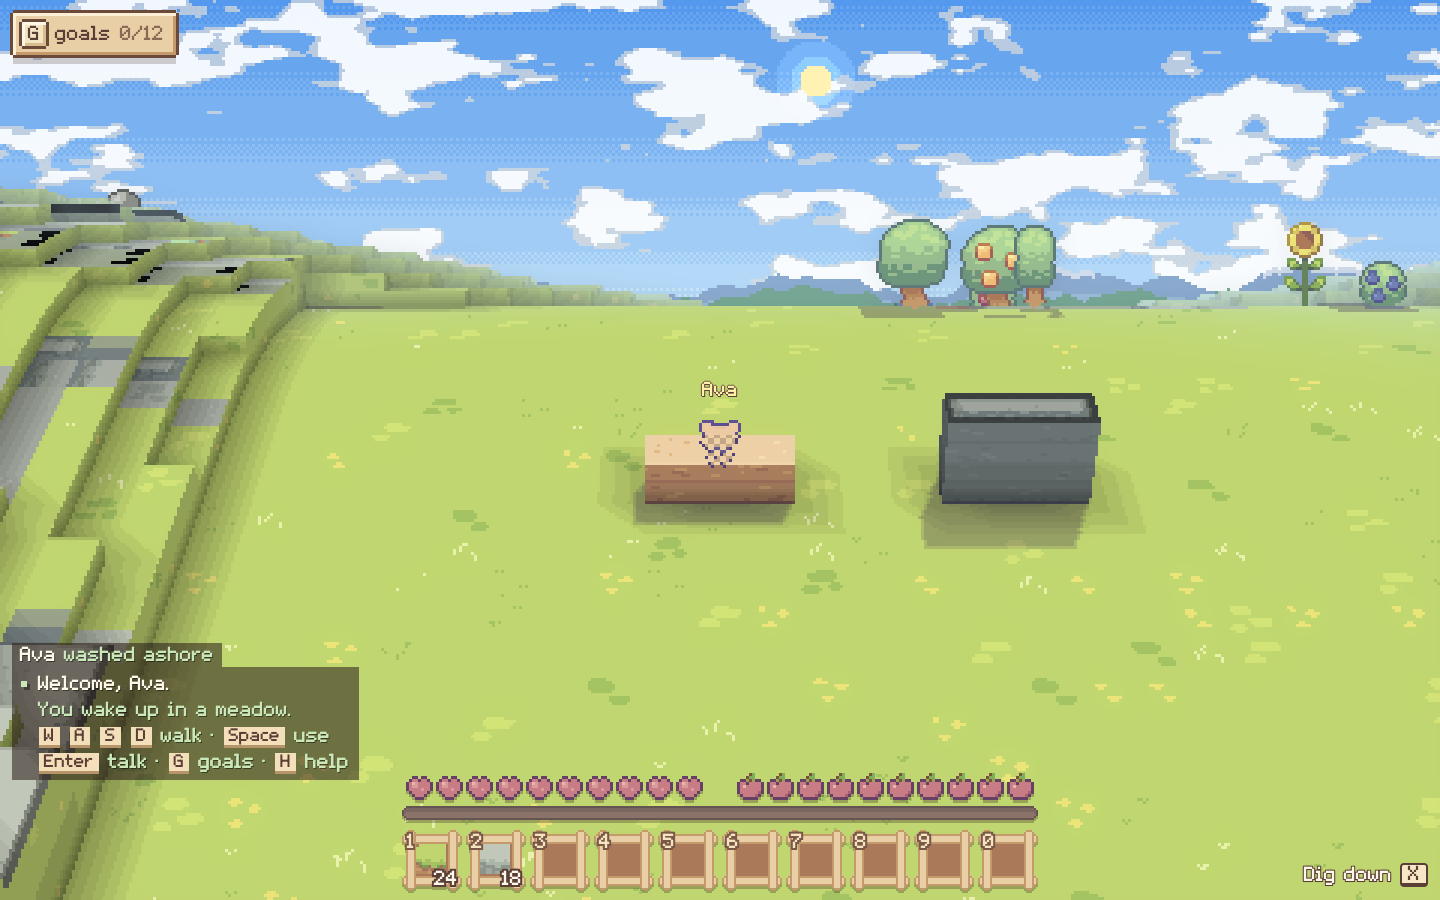 G goals 0/12
Ava
Ava washed ashore
Welcome, Ava.
You wake up in a meadow.
W A S D walk · Space use
Enter talk · G goals · H help
1 2 3 4 5 6 7 8 9 0
24 18
Dig down X